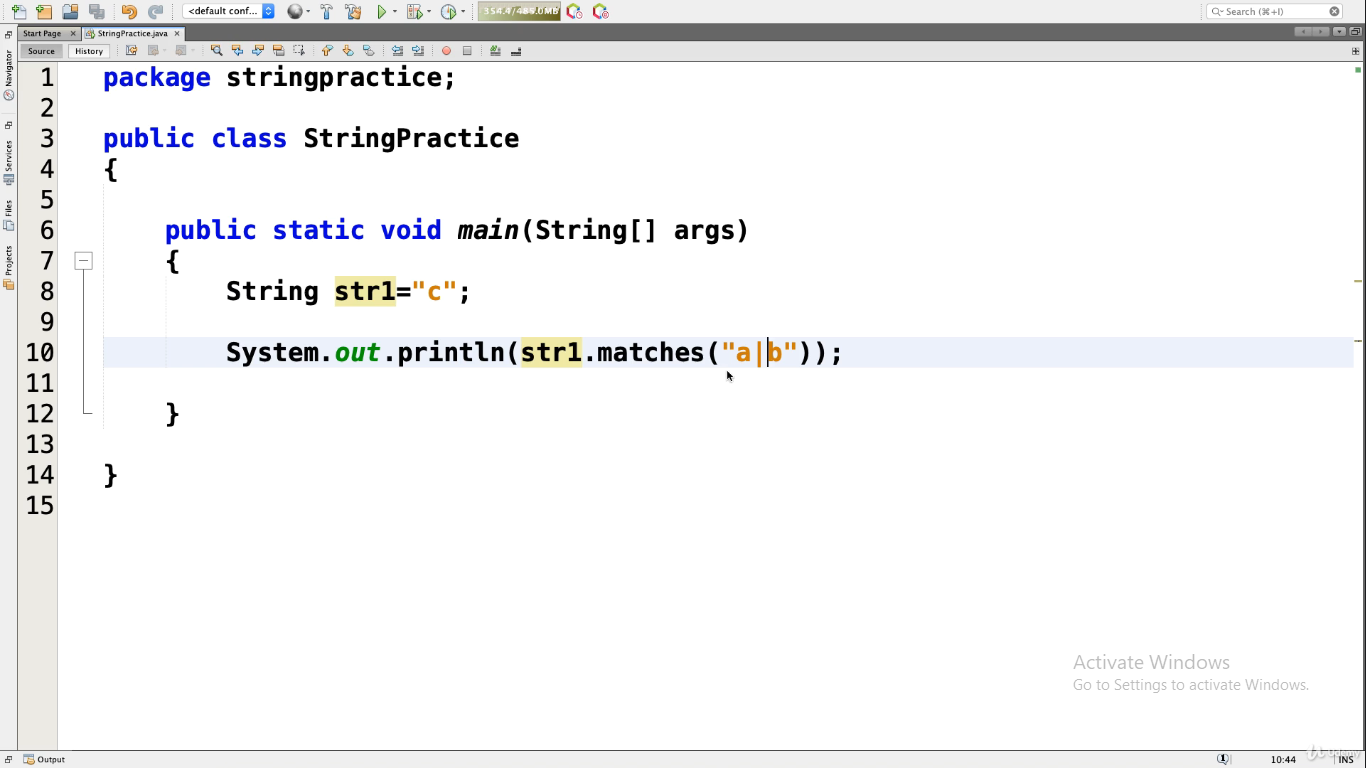 <default conf...
354.4/485.0MB
Search (⌘+I)
Start Page
StringPractice.java
Source
History
Navigator
Services
Files
Projects
1 package stringpractice;
2
3 public class StringPractice
4 {
5
6 public static void main(String[] args)
7 {
8 String str1="c";
9
10 System.out.println(str1.matches("a|b"));
11
12 }
13
14 }
15
Activate Windows
Go to Settings to activate Windows.
Output
1
10:44
INS
Udemy